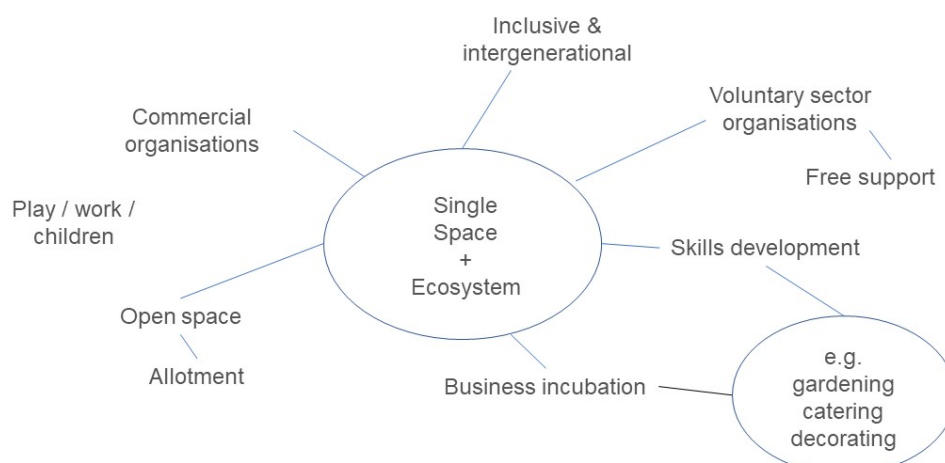 Inclusive &
intergenerational
Commercial
organisations
Voluntary sector
organisations
Free support
Play / work /
children
Single
Space
+
Ecosystem
Skills development
Open space
Allotment
Business incubation
e.g.
gardening
catering
decorating